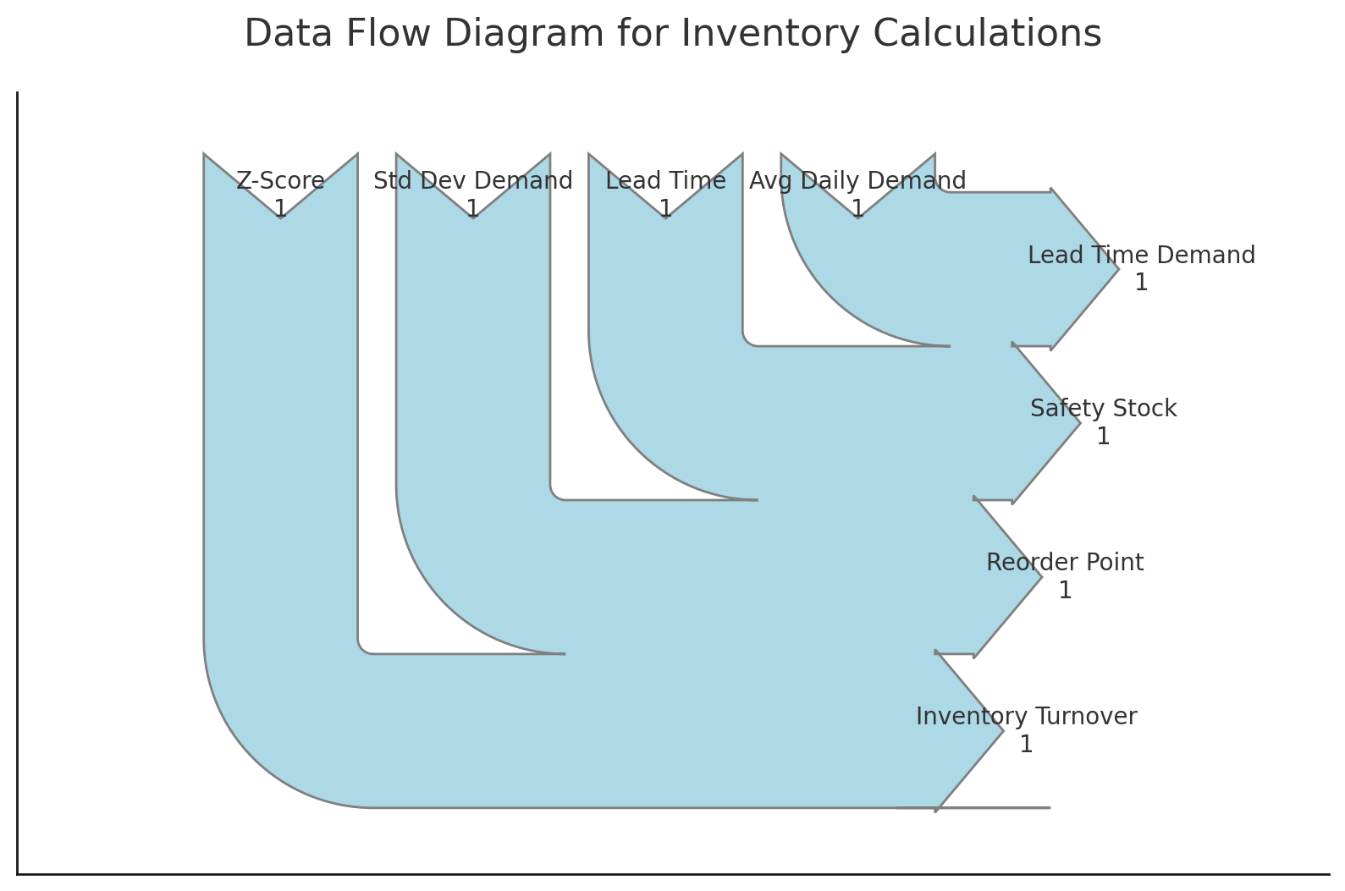 Data Flow Diagram for Inventory Calculations
Z-Score
1
Std Dev Demand
1
Lead Time
1
Avg Daily Demand
1
Lead Time Demand
1
Safety Stock
1
Reorder Point
1
Inventory Turnover
1